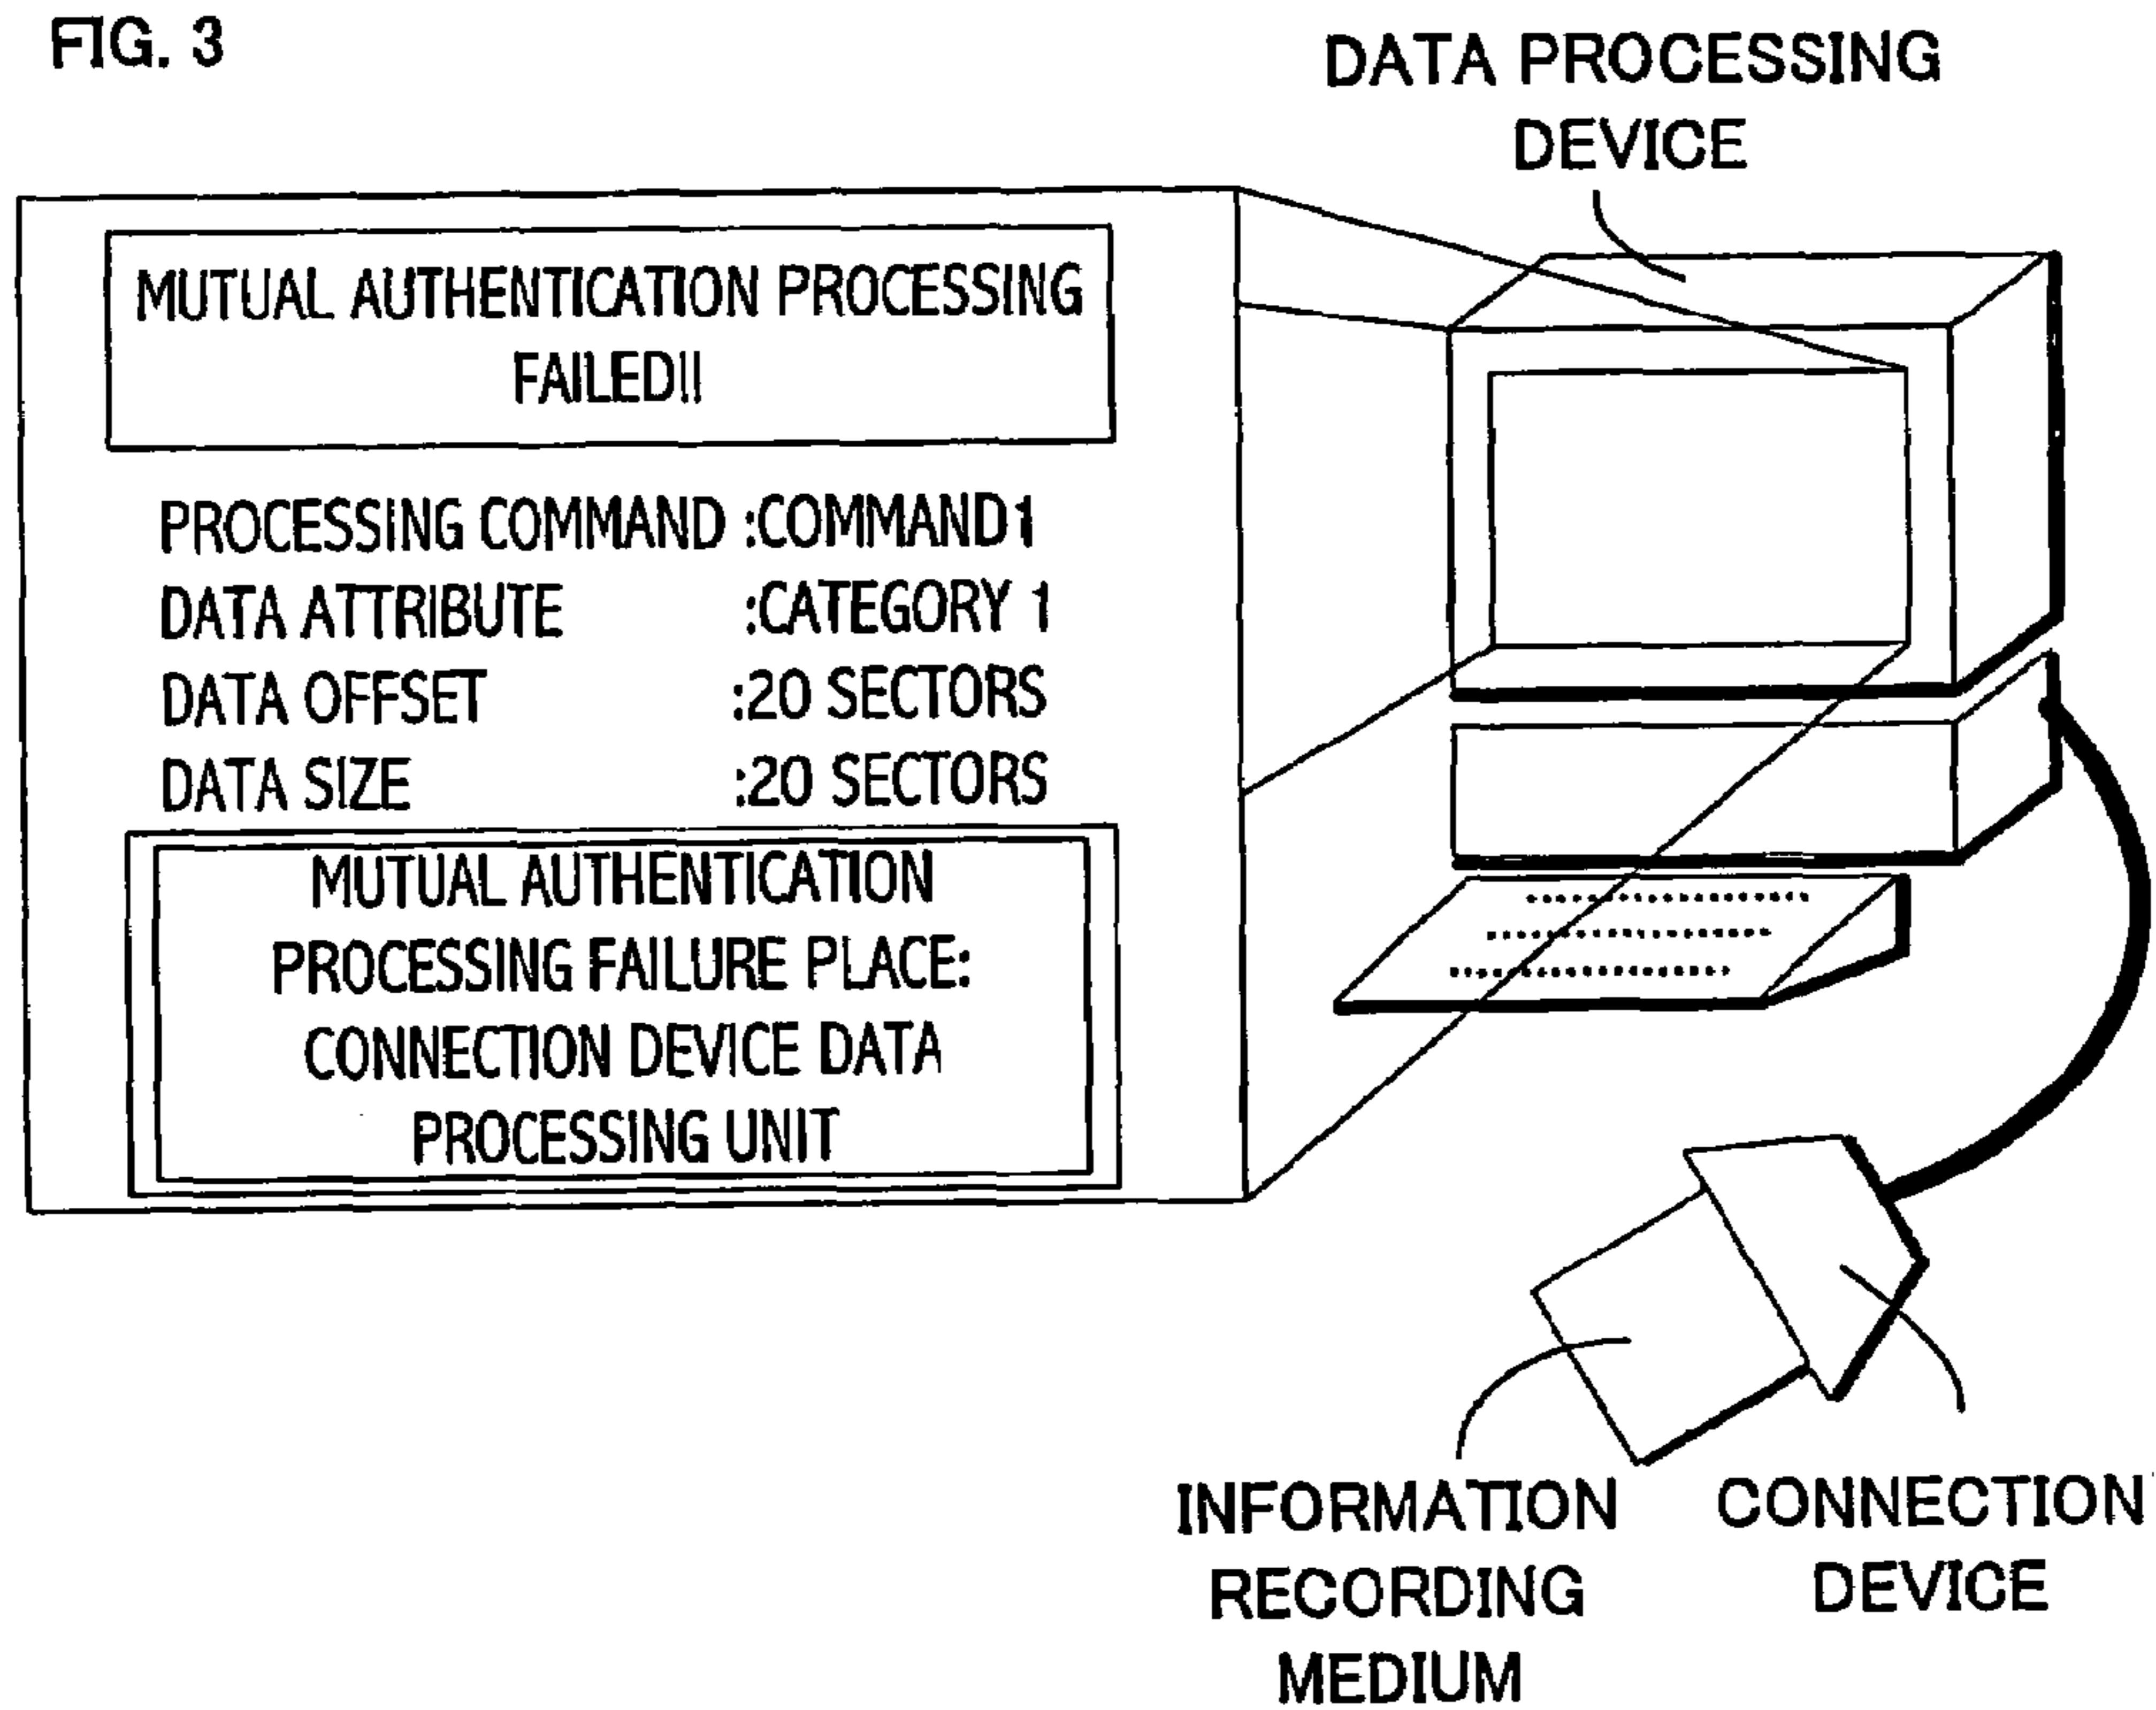 FIG. 3
DATA PROCESSING
DEVICE
MUTUAL AUTHENTICATION PROCESSING
FAILED!!
PROCESSING COMMAND :COMMAND1
DATA ATTRIBUTE :CATEGORY 1
DATA OFFSET :20 SECTORS
DATA SIZE :20 SECTORS
MUTUAL AUTHENTICATION
PROCESSING FAILURE PLACE:
CONNECTION DEVICE DATA
PROCESSING UNIT
INFORMATION
RECORDING
MEDIUM
CONNECTION
DEVICE